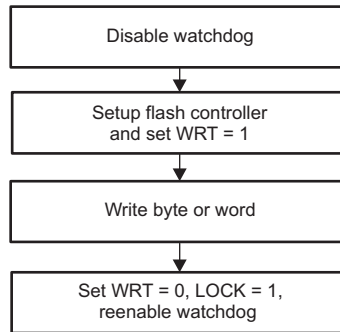 Disable watchdog
Setup flash controller
and set WRT = 1
Write byte or word
Set WRT = 0, LOCK = 1,
reenable watchdog